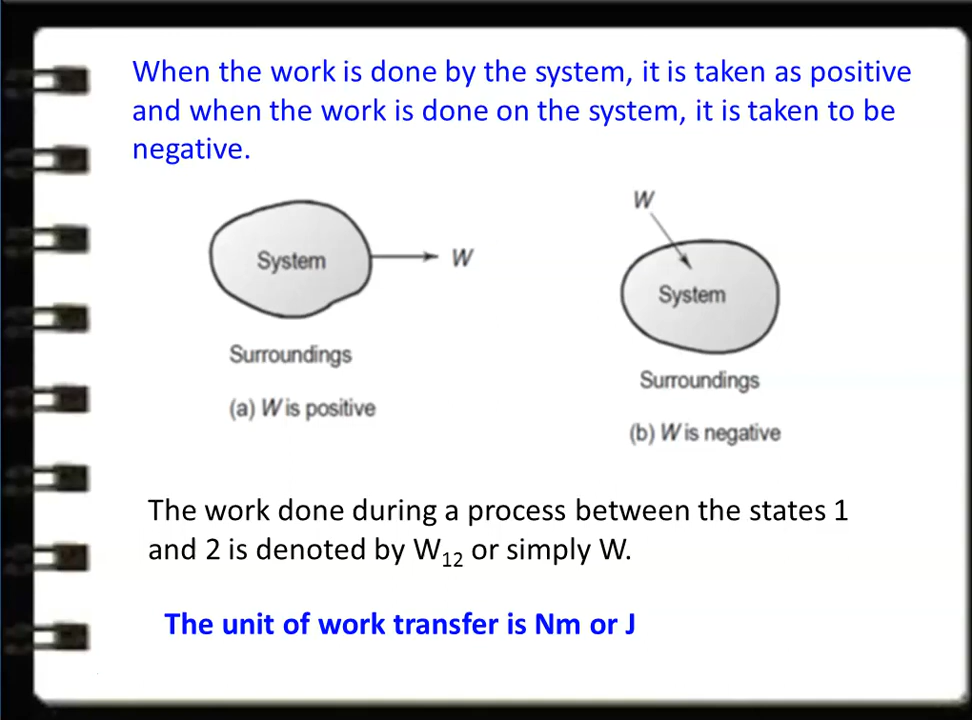 When the work is done by the system, it is taken as positive
and when the work is done on the system, it is taken to be
negative.
W
System
W
System
Surroundings
Surroundings
(a) W is positive
(b) W is negative
The work done during a process between the states 1
and 2 is denoted by W12 or simply W.
The unit of work transfer is Nm or J